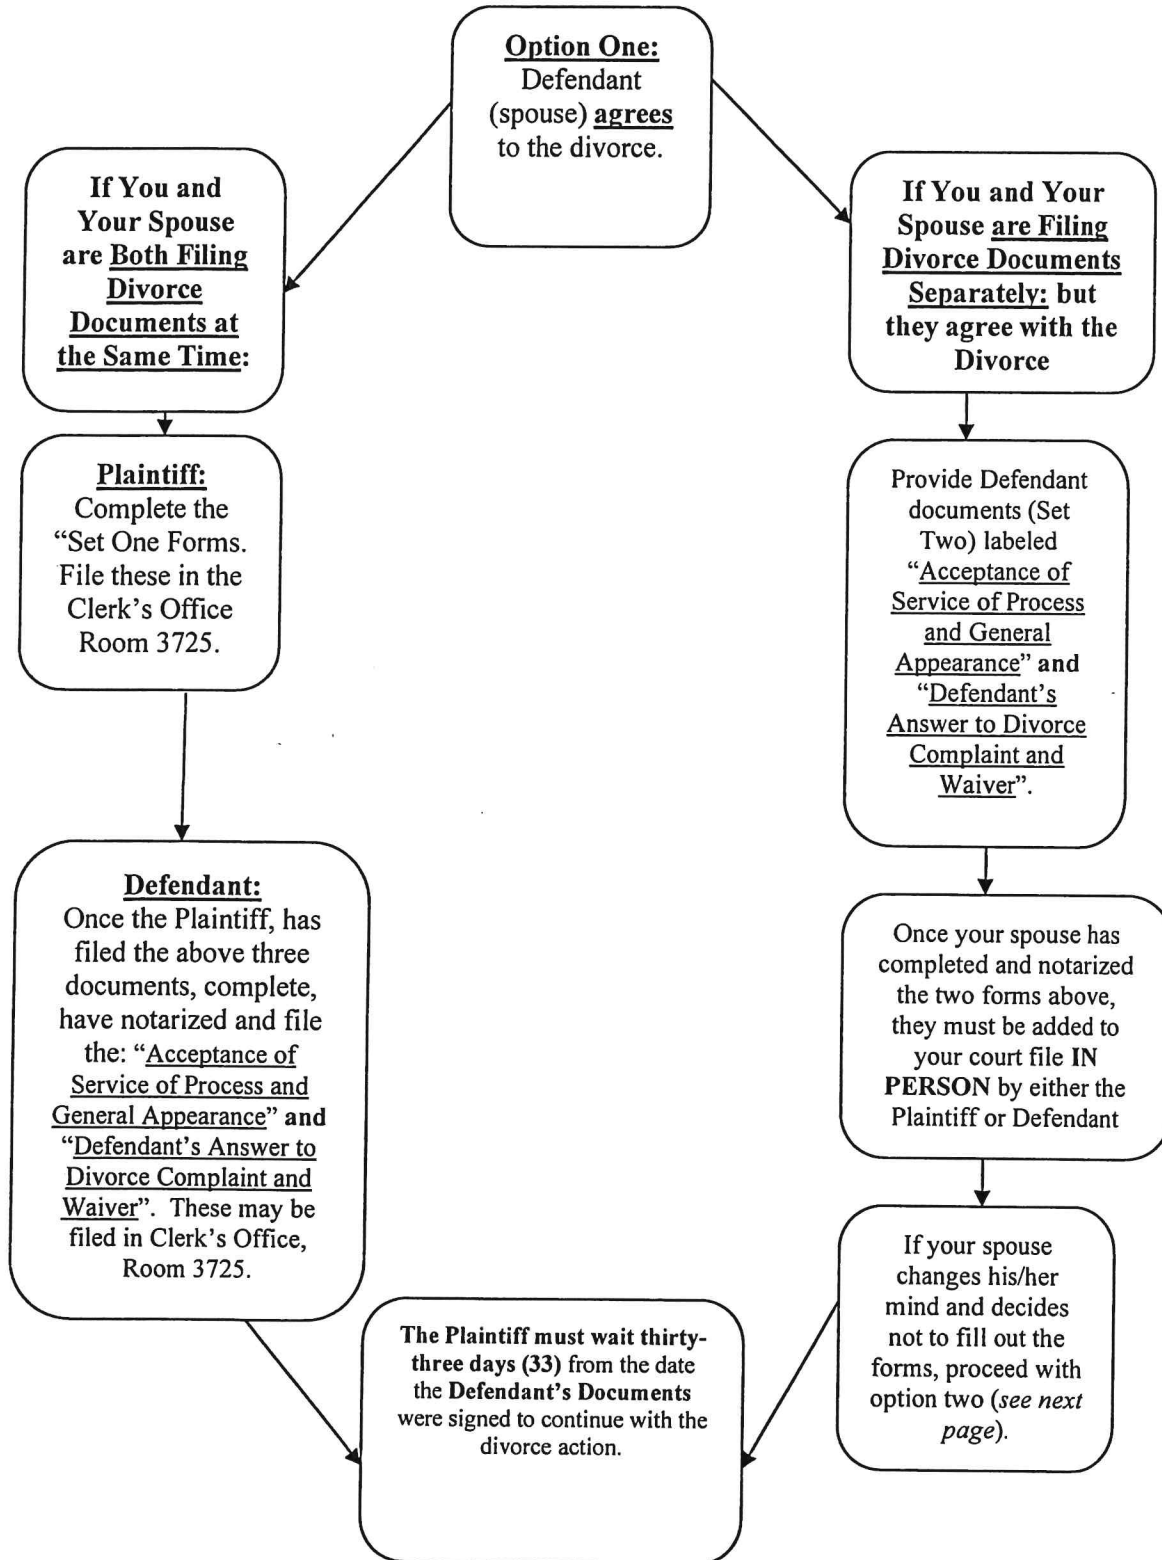 Option One:
Defendant
(spouse) agrees
to the divorce.
If You and
Your Spouse
are Both Filing
Divorce
Documents at
the Same Time:
Plaintiff:
Complete the
“Set One Forms.
File these in the
Clerk’s Office
Room 3725.
Defendant:
Once the Plaintiff, has
filed the above three
documents, complete,
have notarized and file
the: “Acceptance of
Service of Process and
General Appearance” and
“Defendant’s Answer to
Divorce Complaint and
Waiver”. These may be
filed in Clerk’s Office,
Room 3725.
If You and Your
Spouse are Filing
Divorce Documents
Separately: but
they agree with the
Divorce
Provide Defendant
documents (Set
Two) labeled
“Acceptance of
Service of Process
and General
Appearance” and
“Defendant’s
Answer to Divorce
Complaint and
Waiver”.
Once your spouse has
completed and notarized
the two forms above,
they must be added to
your court file IN
PERSON by either the
Plaintiff or Defendant
If your spouse
changes his/her
mind and decides
not to fill out the
forms, proceed with
option two (see next
page).
The Plaintiff must wait thirty-
three days (33) from the date
the Defendant’s Documents
were signed to continue with the
divorce action.